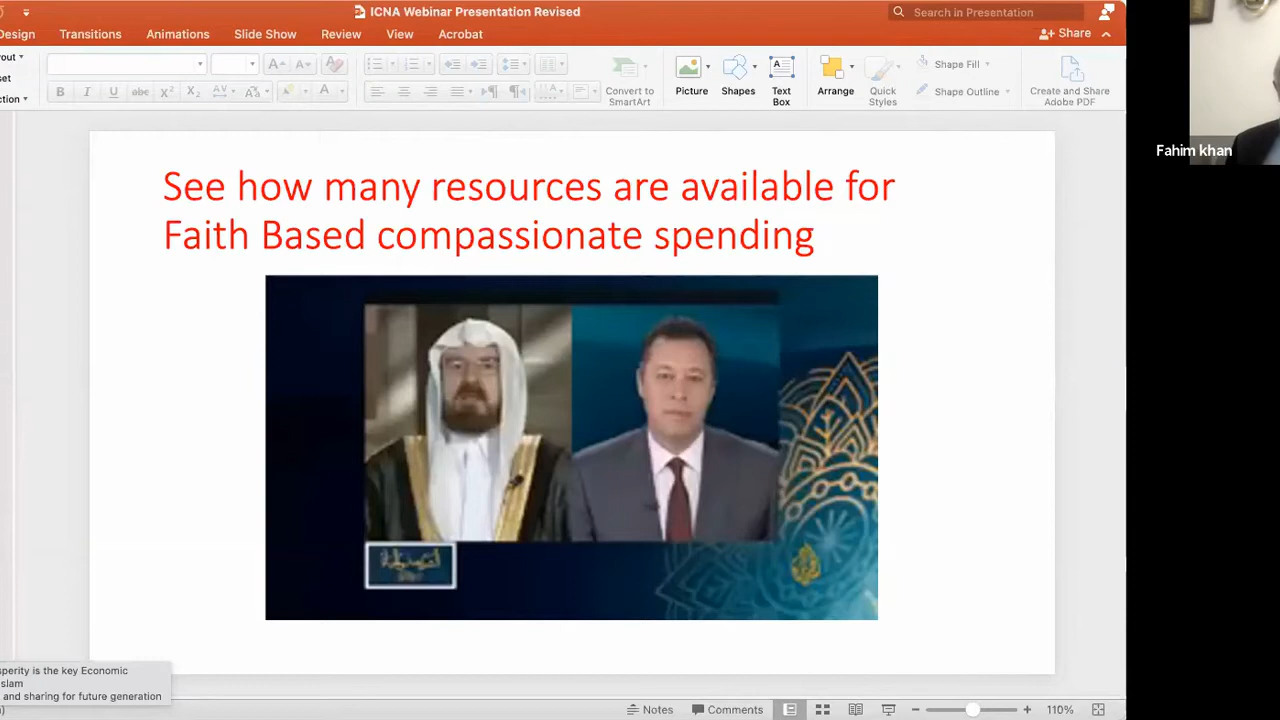 ICNA Webinar Presentation Revised
Search in Presentation
Design Transitions Animations Slide Show Review View Acrobat
Share
Convert to
SmartArt
Picture
Shapes
Text
Box
Arrange
Quick
Styles
Shape Fill
Shape Outline
Create and Share
Adobe PDF
Fahim khan
See how many resources are available for
Faith Based compassionate spending
is the key Economic
and sharing for future generation
Notes Comments 110%